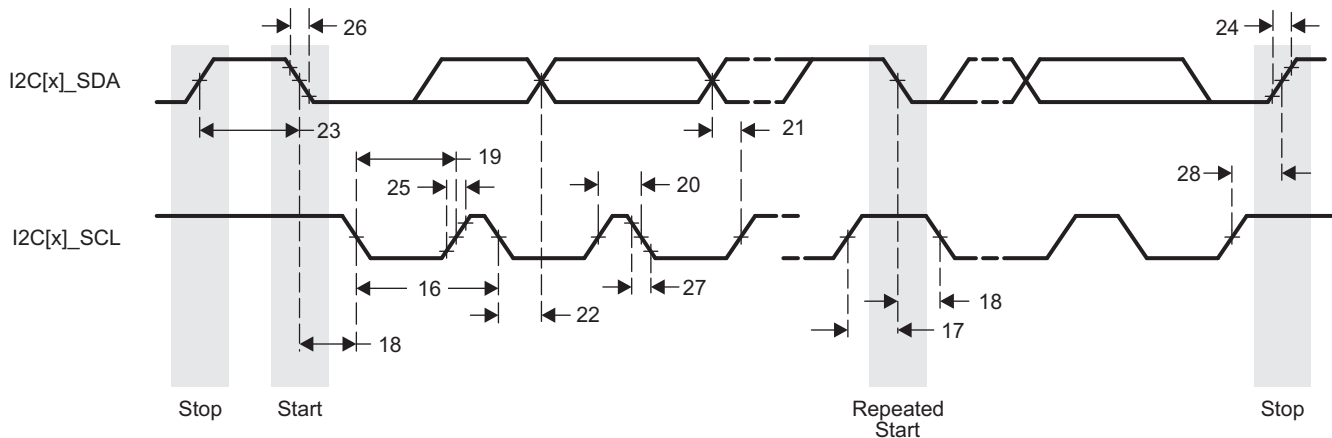 26
24
I2C[x]_SDA
23
21
19
25
20
28
I2C[x]_SCL
16
27
22
18
17
18
Stop
Start
Repeated
Start
Stop